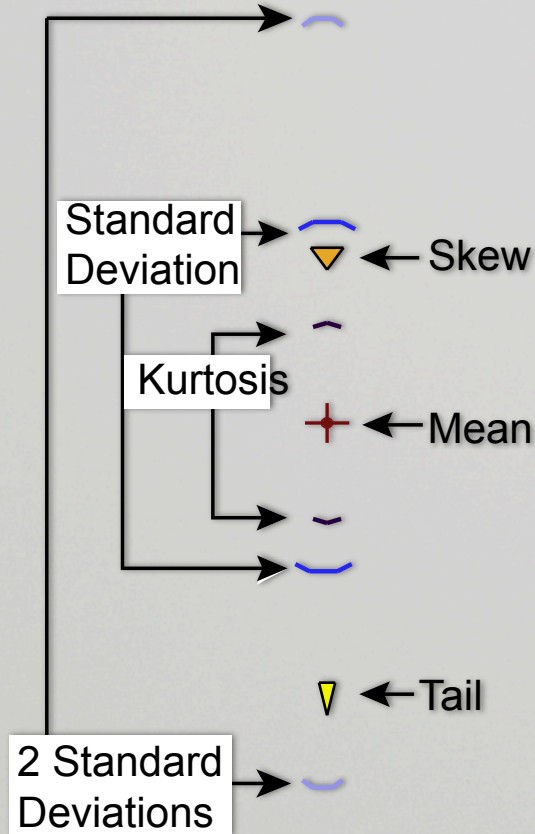 Standard
Deviation
Skew
Kurtosis
Mean
Tail
2 Standard
Deviations